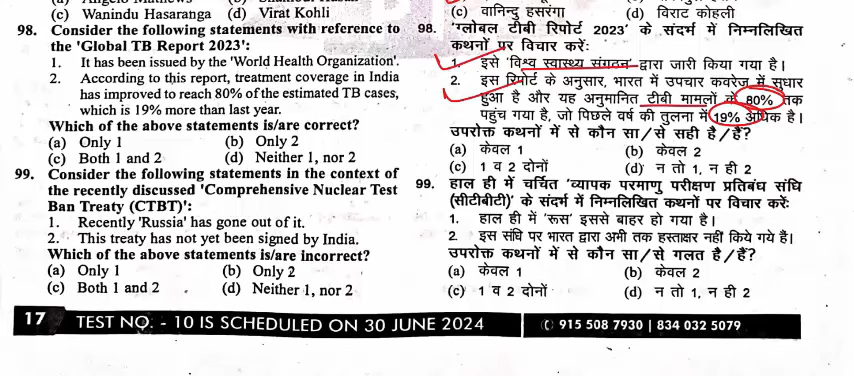 (c) Wanindu Hasaranga (d) Virat Kohli
98. Consider the following statements with reference to
the 'Global TB Report 2023':
1. It has been issued by the 'World Health Organization'.
2. According to this report, treatment coverage in India
has improved to reach 80% of the estimated TB cases,
which is 19% more than last year.
Which of the above statements is/are correct?
(a) Only 1 (b) Only 2
(c) Both 1 and 2 (d) Neither 1, nor 2
99. Consider the following statements in the context of
the recently discussed 'Comprehensive Nuclear Test
Ban Treaty (CTBT)':
1. Recently 'Russia' has gone out of it.
2. This treaty has not yet been signed by India.
Which of the above statements is/are incorrect?
(a) Only 1 (b) Only 2
(c) Both 1 and 2 (d) Neither 1, nor 2
(c) वानिन्दु हसरंगा (d) विराट कोहली
98. 'ग्लोबल टीबी रिपोर्ट 2023' के संदर्भ में निम्नलिखित
कथनों पर विचार करेंः
1. इसे 'विश्व स्वास्थ्य संगठन' द्वारा जारी किया गया है।
2. इस रिपोर्ट के अनुसार, भारत में उपचार कवरेज में सुधार
हुआ है और यह अनुमानित टीबी मामलों के 80% तक
पहुंच गया है, जो पिछले वर्ष की तुलना में 19% अधिक है।
उपरोक्त कथनों में से कौन सा/से सही है/हैं?
(a) केवल 1 (b) केवल 2
(c) 1 व 2 दोनों (d) न तो 1, न ही 2
99. हाल ही में चर्चित 'व्यापक परमाणु परीक्षण प्रतिबंध संधि
(सीटीबीटी)' के संदर्भ में निम्नलिखित कथनों पर विचार करेंः
1. हाल ही में 'रूस' इससे बाहर हो गया है।
2. इस संधि पर भारत द्वारा अभी तक हस्ताक्षर नहीं किये गये हैं।
उपरोक्त कथनों में से कौन सा/से गलत है/हैं?
(a) केवल 1 (b) केवल 2
(c) 1 व 2 दोनों (d) न तो 1, न ही 2
17 TEST NO. - 10 IS SCHEDULED ON 30 JUNE 2024 915 508 7930 | 834 032 5079